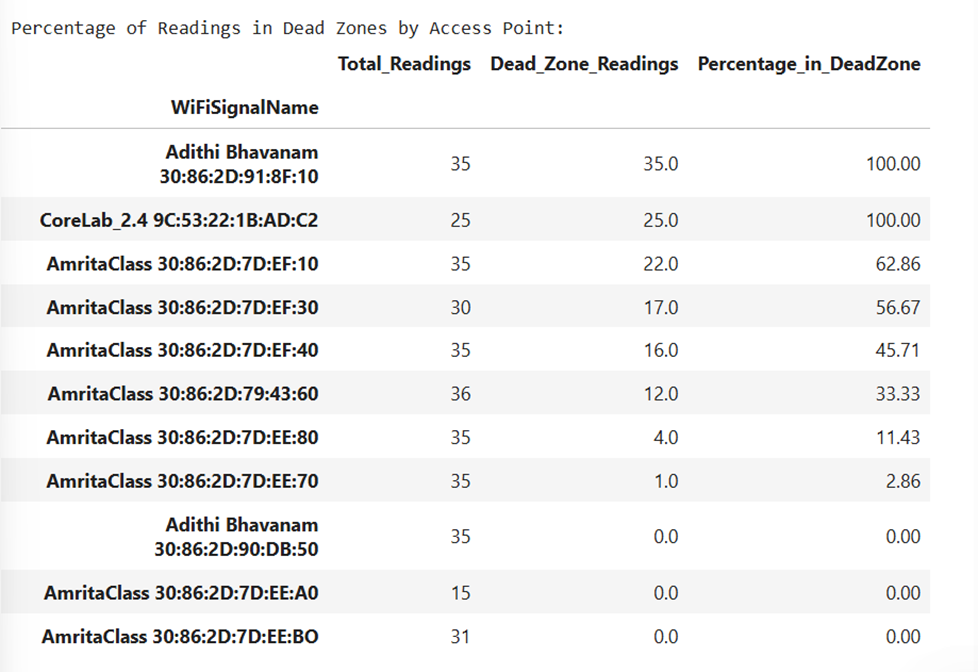 Percentage of Readings in Dead Zones by Access Point:
Total_Readings Dead_Zone_Readings Percentage_in_DeadZone
WiFiSignalName
Adithi Bhavanam
30:86:2D:91:8F:10 35 35.0 100.00
CoreLab_2.4 9C:53:22:1B:AD:C2 25 25.0 100.00
AmritaClass 30:86:2D:7D:EF:10 35 22.0 62.86
AmritaClass 30:86:2D:7D:EF:30 30 17.0 56.67
AmritaClass 30:86:2D:7D:EF:40 35 16.0 45.71
AmritaClass 30:86:2D:79:43:60 36 12.0 33.33
AmritaClass 30:86:2D:7D:EE:80 35 4.0 11.43
AmritaClass 30:86:2D:7D:EE:70 35 1.0 2.86
Adithi Bhavanam
30:86:2D:90:DB:50 35 0.0 0.00
AmritaClass 30:86:2D:7D:EE:A0 15 0.0 0.00
AmritaClass 30:86:2D:7D:EE:BO 31 0.0 0.00